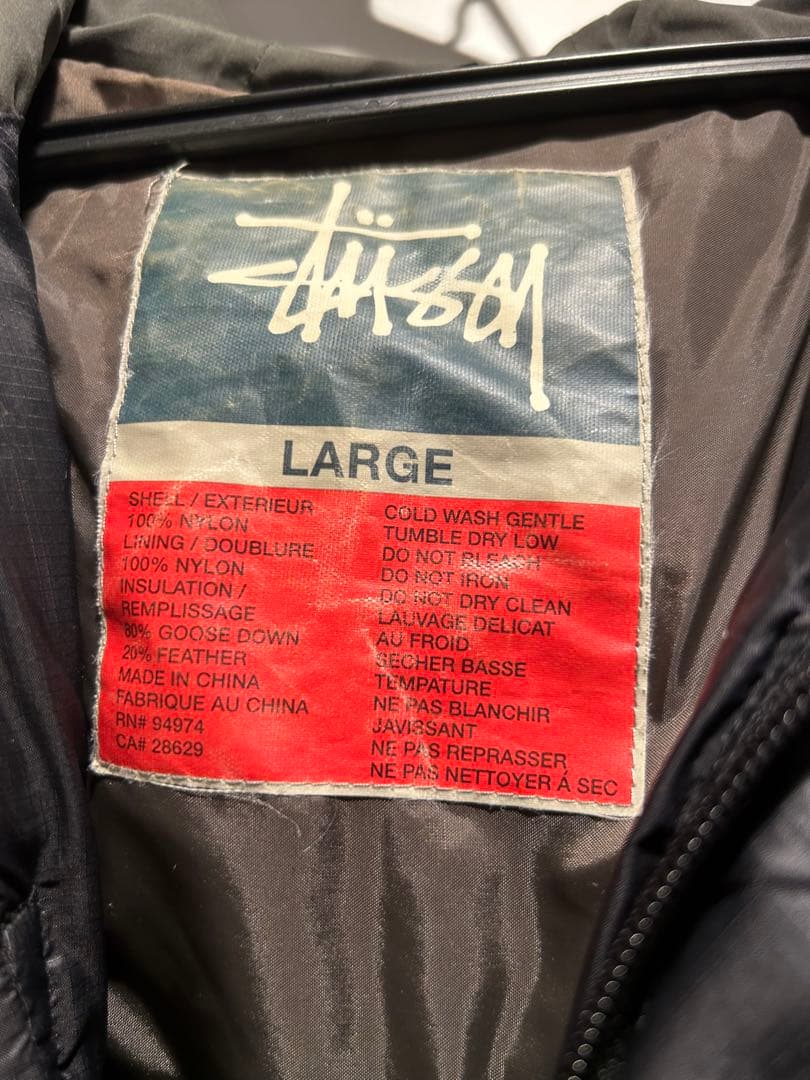 Stüssy
LARGE
SHELL / EXTERIEUR
100% NYLON
LINING / DOUBLURE
100% NYLON
INSULATION /
REMPLISSAGE
80% GOOSE DOWN
20% FEATHER
MADE IN CHINA
FABRIQUE AU CHINA
RN# 94974
CA# 28629
COLD WASH GENTLE
TUMBLE DRY LOW
DO NOT BLEASH
DO NOT IRON
DO NOT DRY CLEAN
LAUVAGE DELICAT
AU FROID
SECHER BASSE
TEMPATURE
NE PAS BLANCHIR
JAVISSANT
NE PAS REPRASSER
NE PAS NETTOYER Á SEC